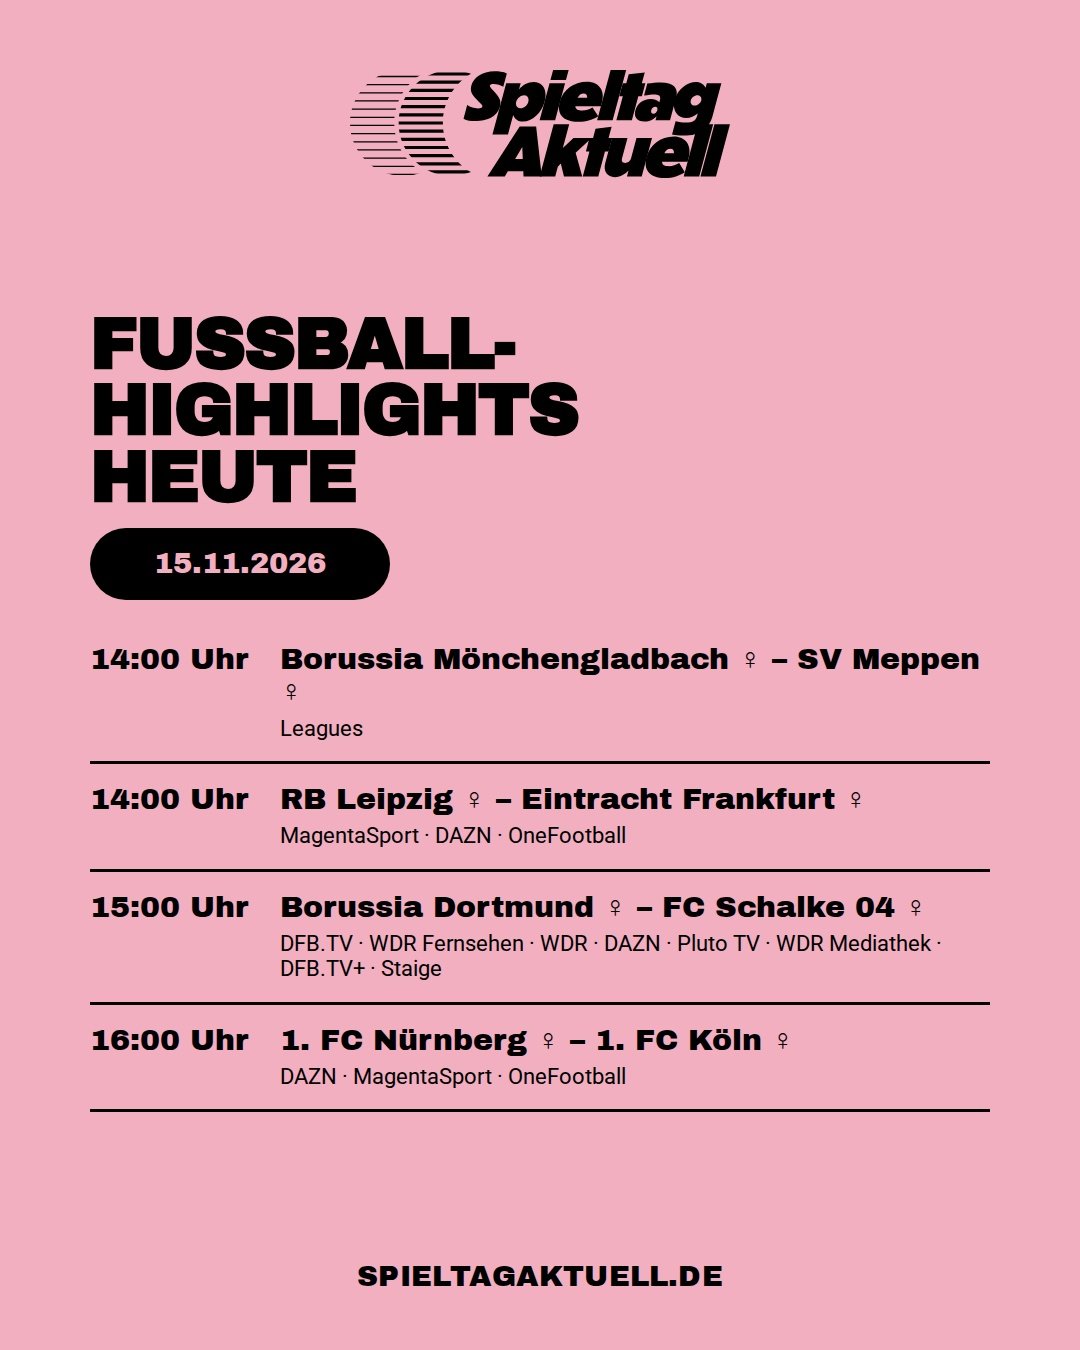 Spieltag
Aktuell
FUSSBALL-
HIGHLIGHTS
HEUTE
15.11.2026
14:00 Uhr Borussia Mönchengladbach ♀ – SV Meppen
♀
Leagues
14:00 Uhr RB Leipzig ♀ – Eintracht Frankfurt ♀
MagentaSport · DAZN · OneFootball
15:00 Uhr Borussia Dortmund ♀ – FC Schalke 04 ♀
DFB.TV · WDR Fernsehen · WDR · DAZN · Pluto TV · WDR Mediathek ·
DFB.TV+ · Staige
16:00 Uhr 1. FC Nürnberg ♀ – 1. FC Köln ♀
DAZN · MagentaSport · OneFootball
SPIELTAGAKTUELL.DE